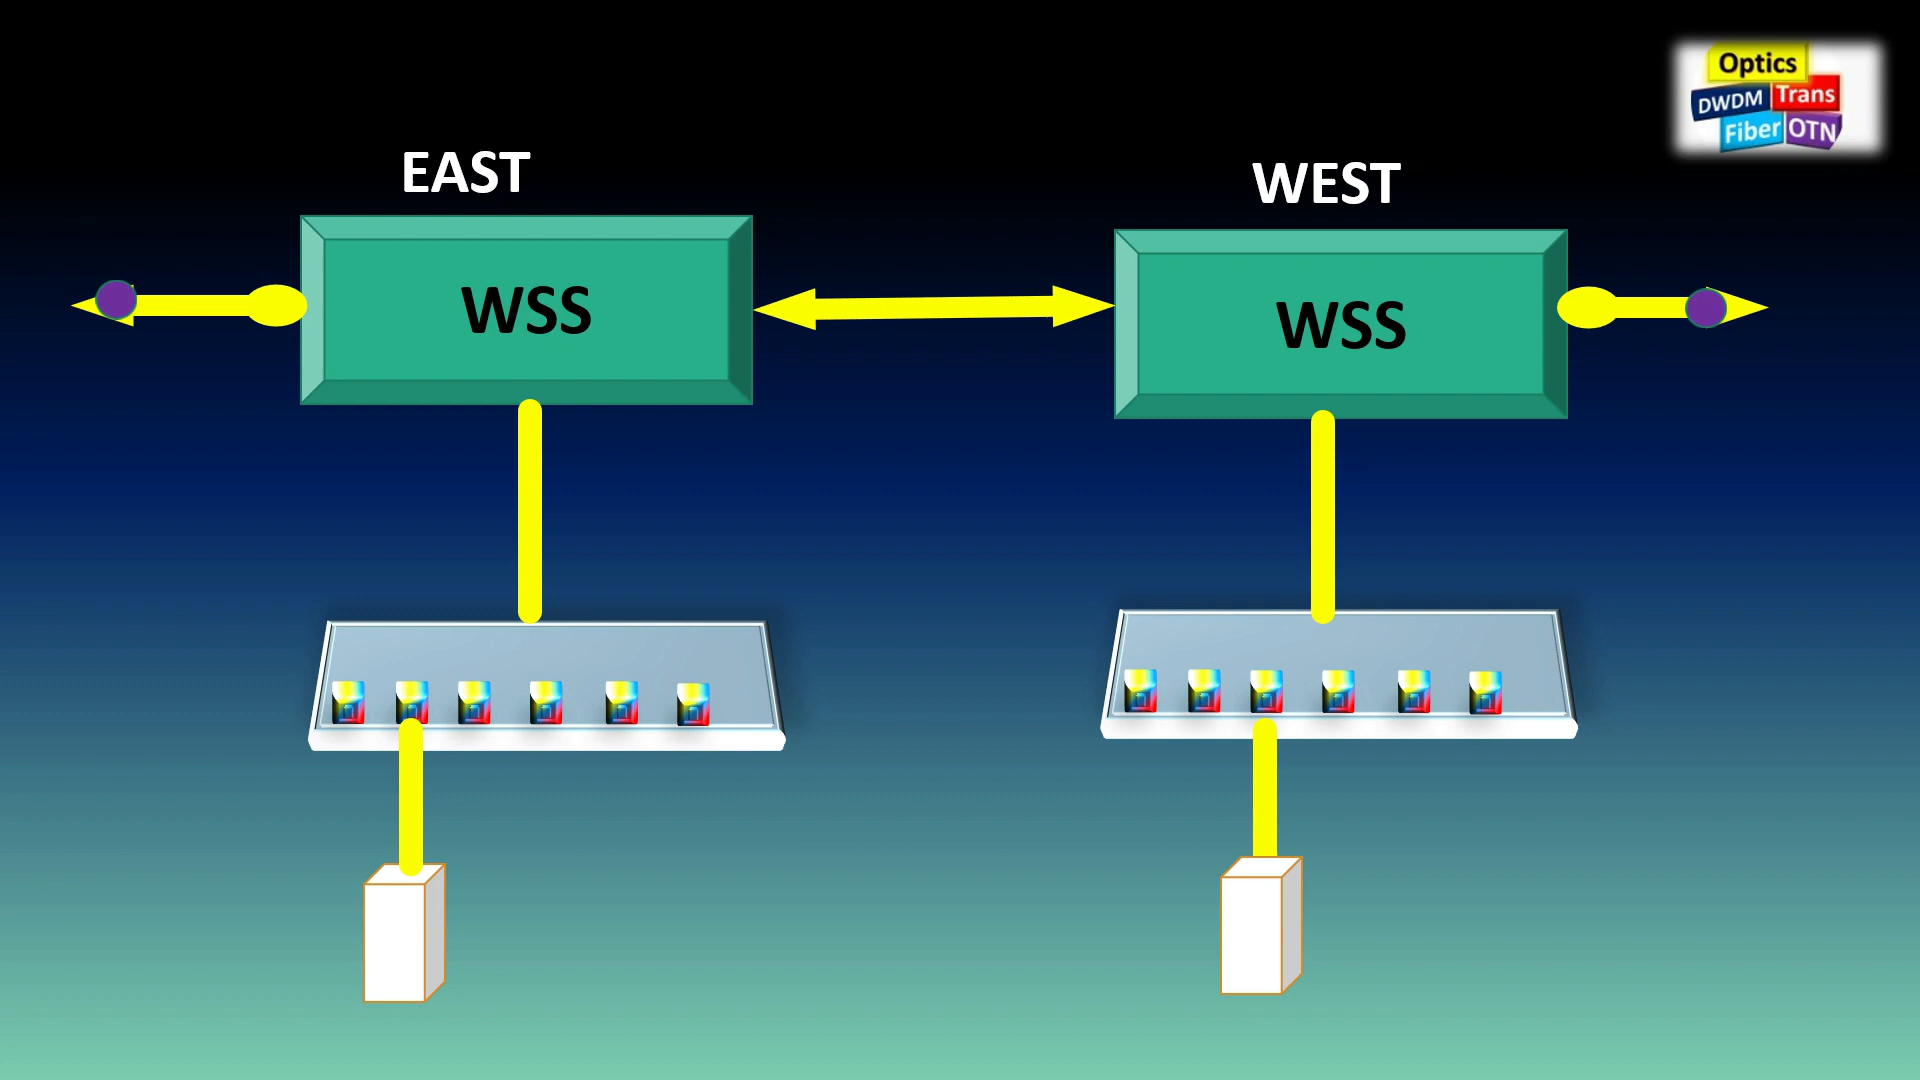 Optics
DWDM Trans
Fiber OTN
EAST
WEST
WSS
WSS